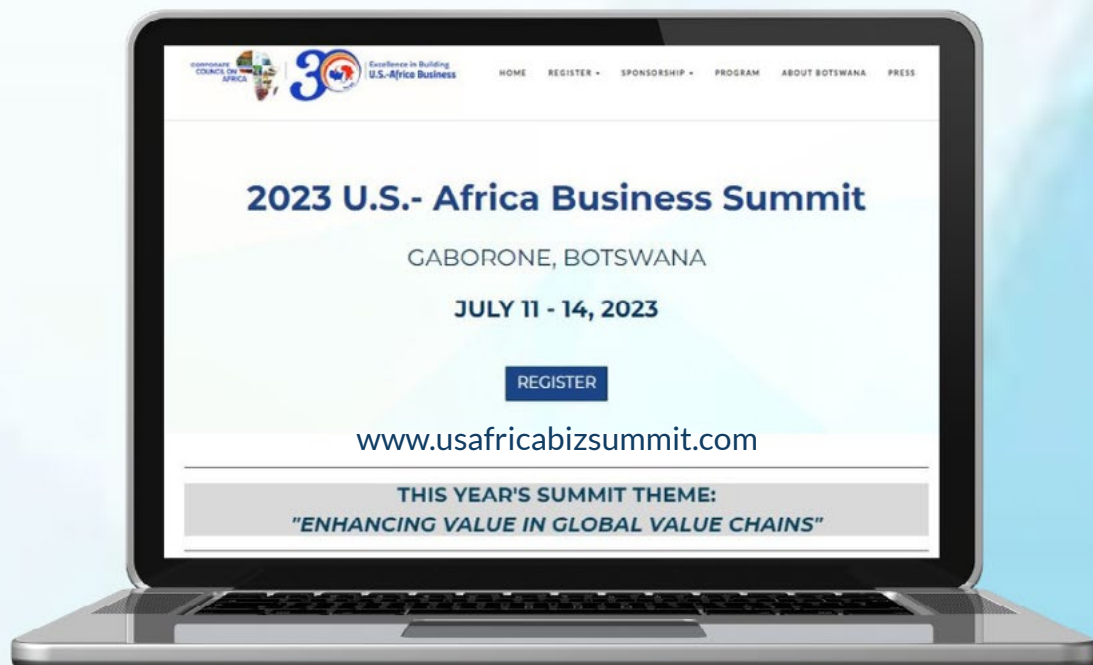 CORPORATE
COUNCIL ON
AFRICA
30
Excellence in Building
U.S.-Africa Business
HOME REGISTER SPONSORSHIP PROGRAM ABOUT BOTSWANA PRESS
2023 U.S.- Africa Business Summit
GABORONE, BOTSWANA
JULY 11 - 14, 2023
REGISTER
www.usafricabizsummit.com
THIS YEAR'S SUMMIT THEME:
"ENHANCING VALUE IN GLOBAL VALUE CHAINS"